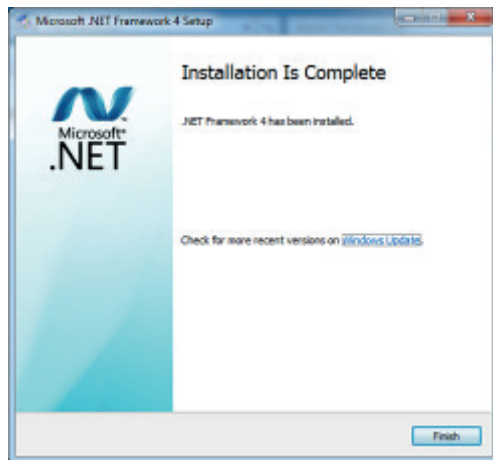 Microsoft .NET Framework 4 Setup
Installation Is Complete
.NET Framework 4 has been installed.
Microsoft®
.NET
Check for more recent versions on Windows Update.
Finish